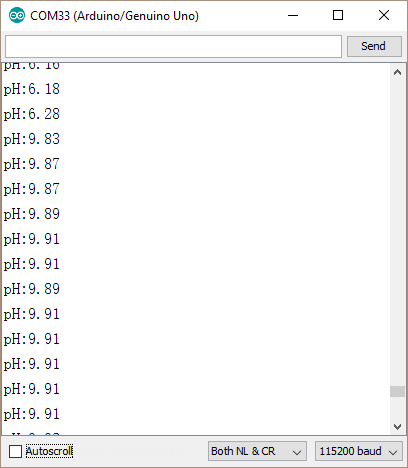 COM33 (Arduino/Genuino Uno)
Send
pH:6.16
pH:6.18
pH:6.28
pH:9.83
pH:9.87
pH:9.87
pH:9.89
pH:9.91
pH:9.91
pH:9.89
pH:9.91
pH:9.91
pH:9.91
pH:9.91
pH:9.91
Autoscroll
Both NL & CR
115200 baud